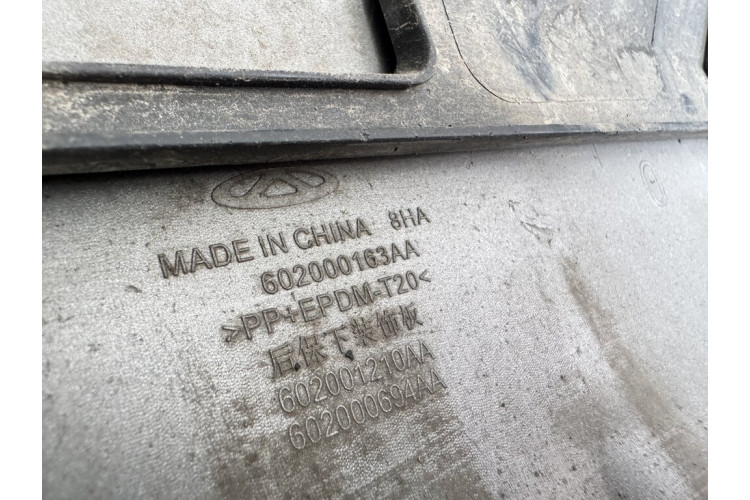 MADE IN CHINA 8HA
602000163AA
>PP+EPDM-T20<
后保下装饰板
602001210AA
602000694AA